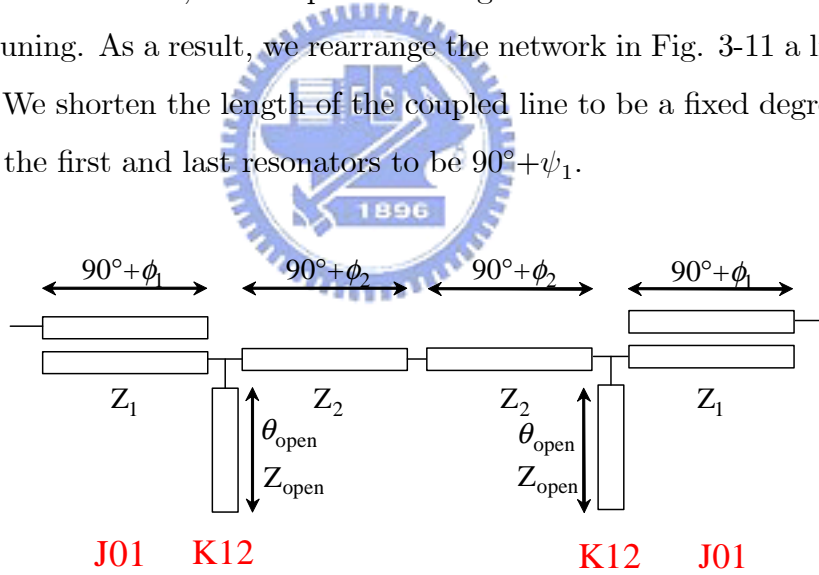 uning. As a result, we rearrange the network in Fig. 3-11 a l
We shorten the length of the coupled line to be a fixed degre
the first and last resonators to be 90°+ψ₁.
1896
90°+ϕ₁ 90°+ϕ₂ 90°+ϕ₂ 90°+ϕ₁
Z₁ Z₂ Z₂ Z₁
θopen θopen
Zopen Zopen
J01 K12 K12 J01